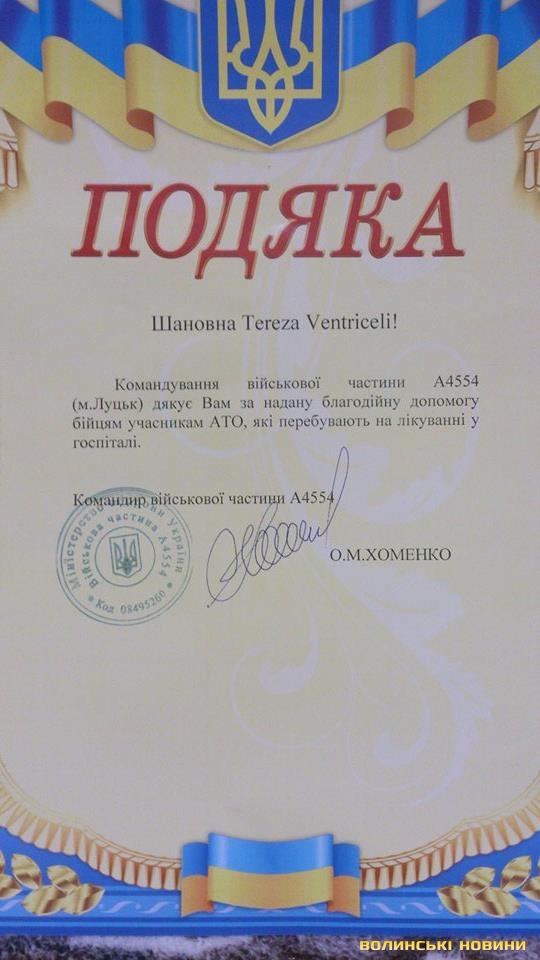 ПОДЯКА
Шановна Tereza Ventriceli!
Командування військової частини А4554
(м.Луцьк) дякує Вам за надану благодійну допомогу
бійцям учасникам АТО, які перебувають на лікуванні у
госпіталі.
Командир військової частини А4554
О.М.ХОМЕНКО
Міністерство оборони України
Військова частина А4554
* Код 08495260 *
волинські новини